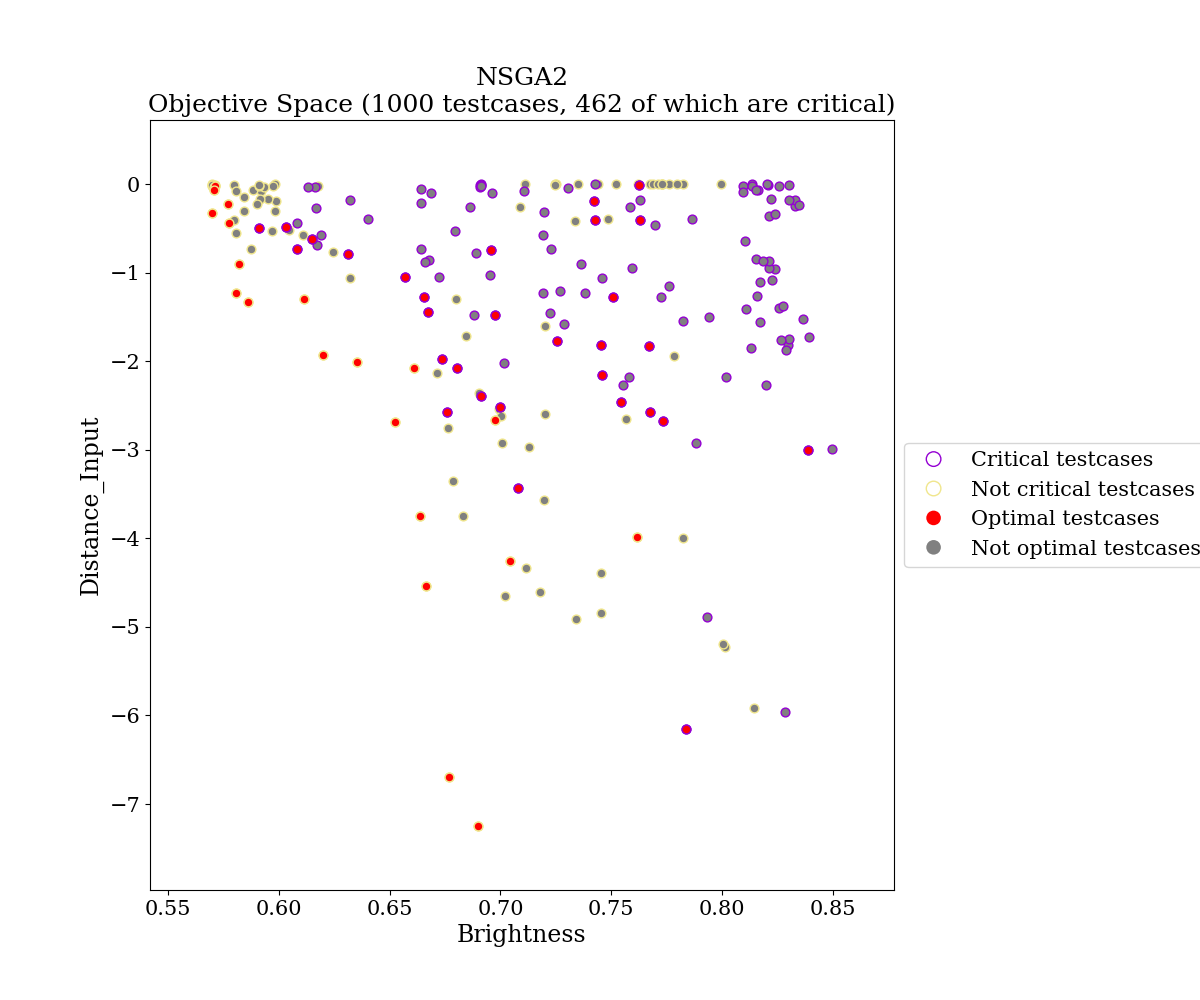 NSGA2
Objective Space (1000 testcases, 462 of which are critical)
0
−1
−2
−3
−4
−5
−6
−7
Distance_Input
0.55 0.60 0.65 0.70 0.75 0.80 0.85
Brightness
Critical testcases
Not critical testcases
Optimal testcases
Not optimal testcases